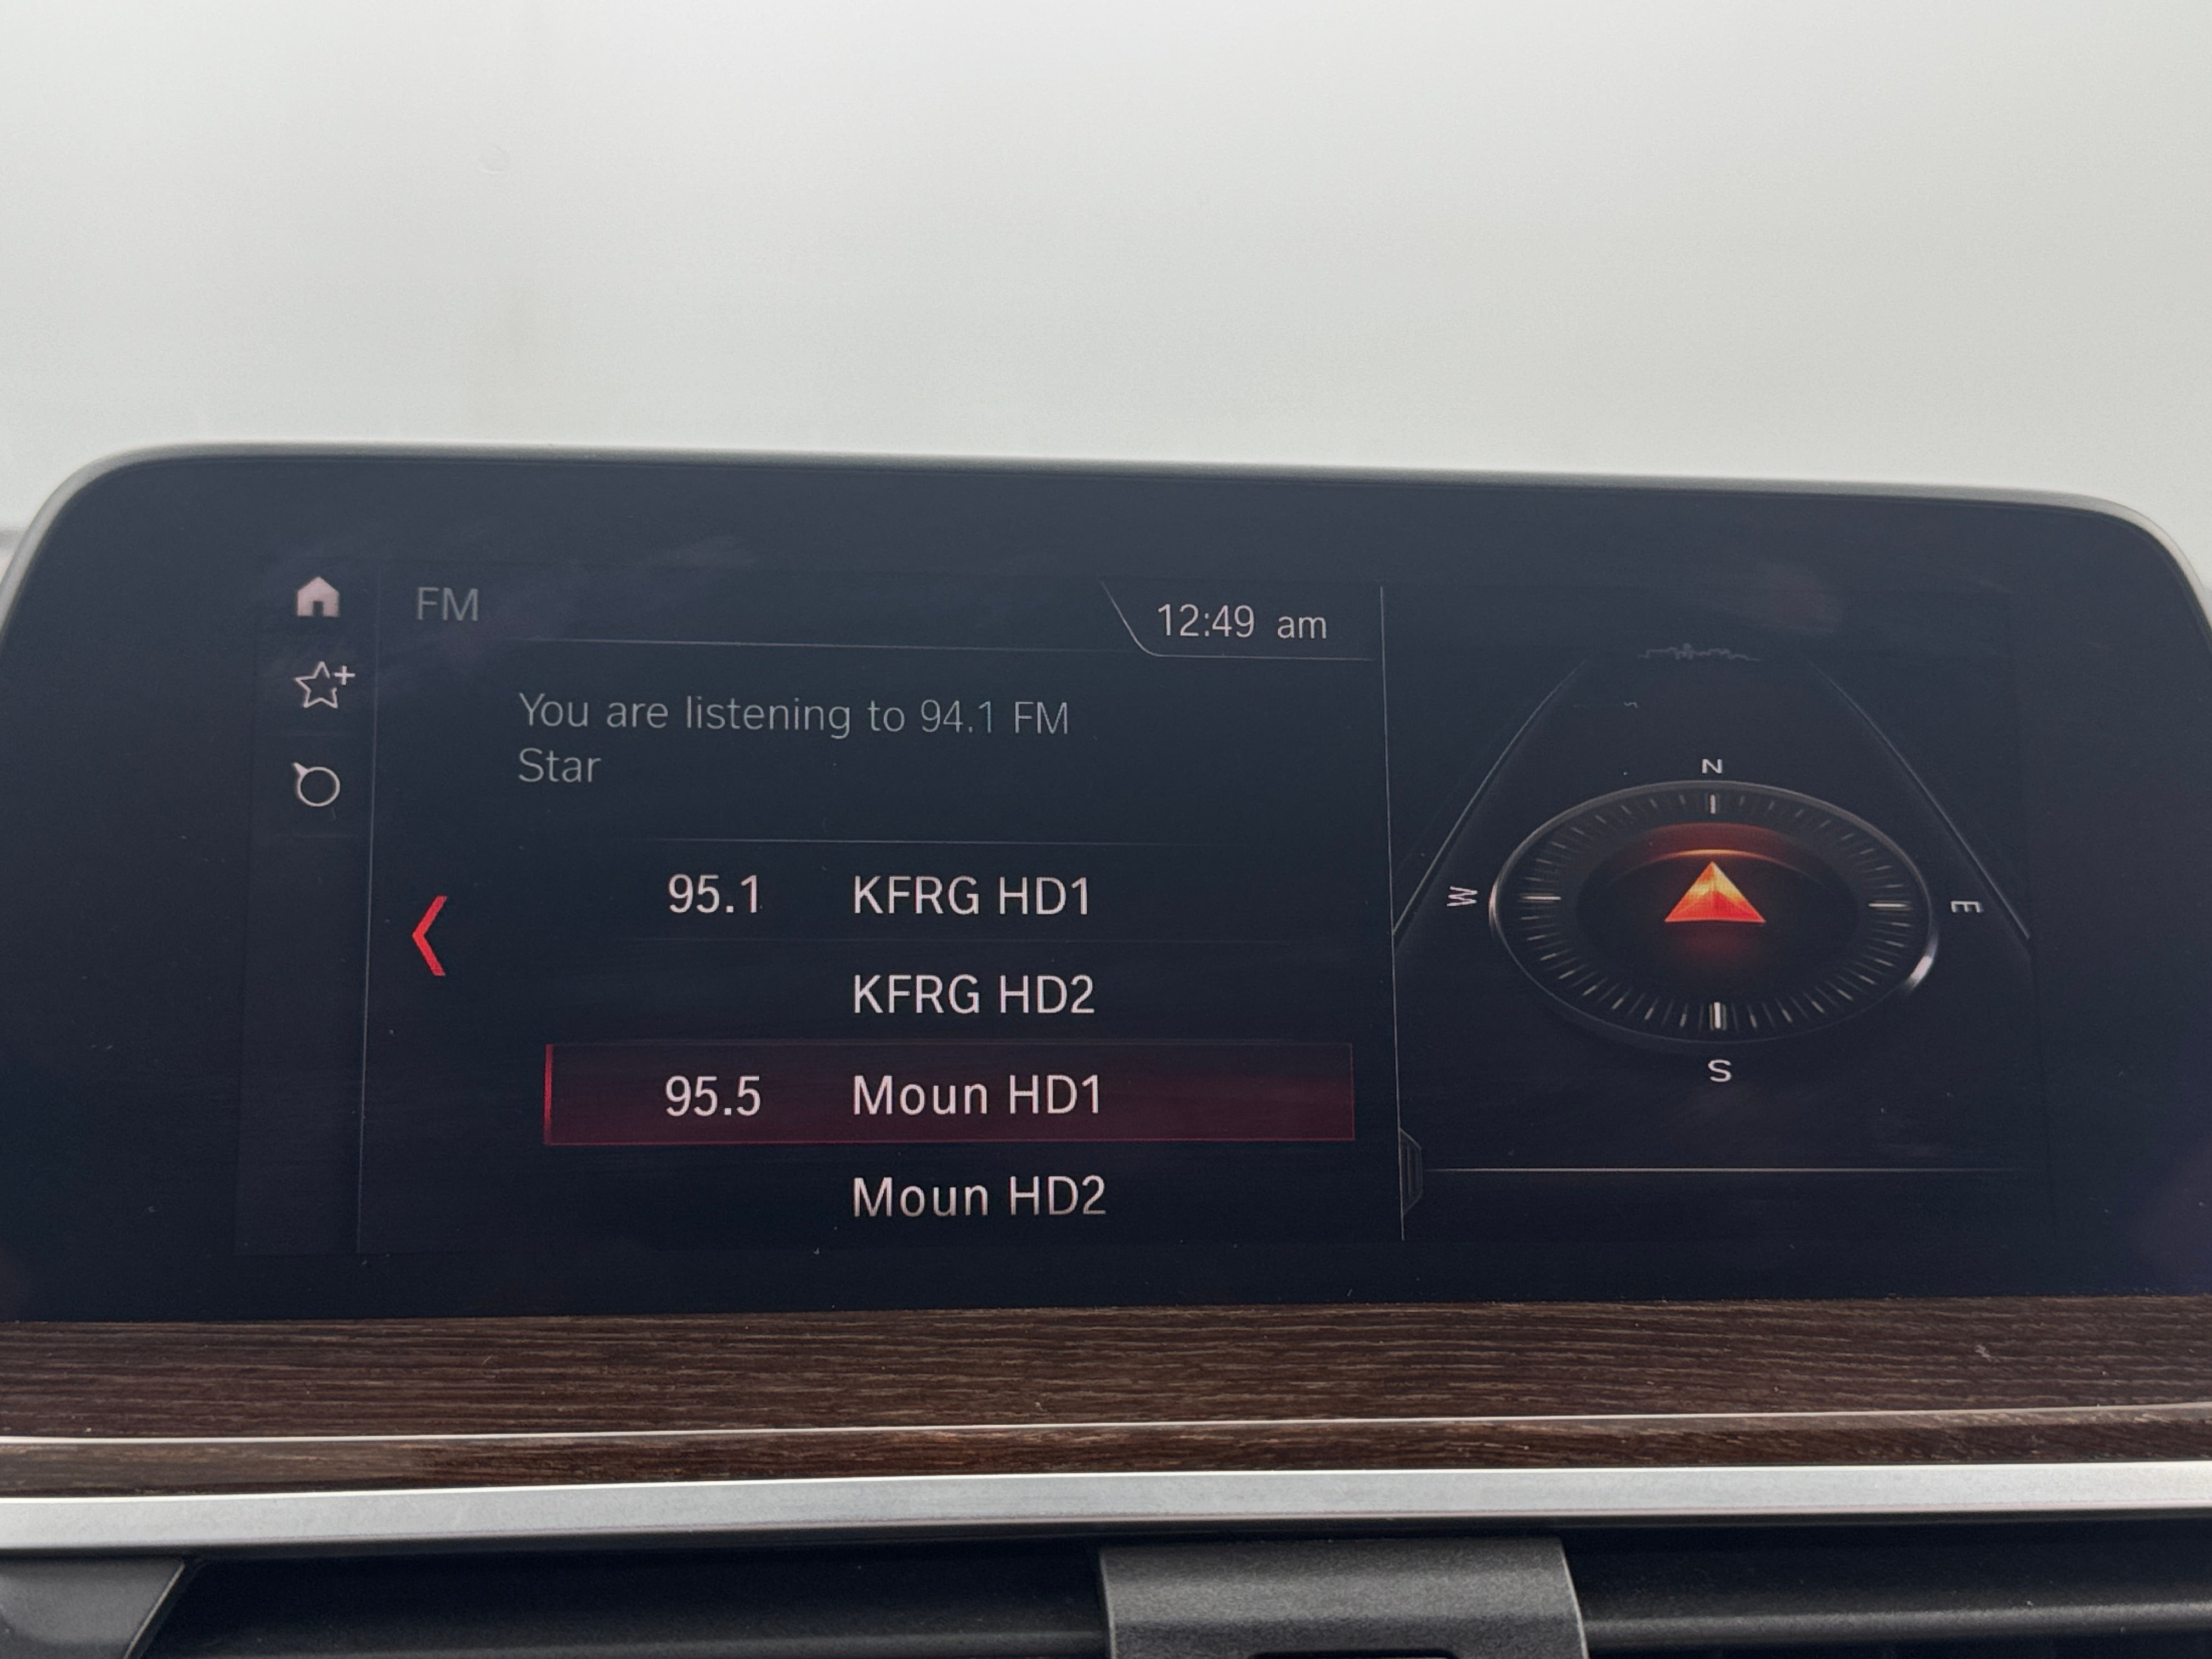 FM
12:49 am
You are listening to 94.1 FM
Star
95.1 KFRG HD1
KFRG HD2
95.5 Moun HD1
Moun HD2
N
W
E
S